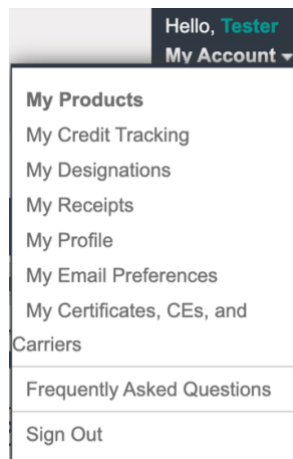 Hello, Tester
My Account
My Products
My Credit Tracking
My Designations
My Receipts
My Profile
My Email Preferences
My Certificates, CEs, and
Carriers
Frequently Asked Questions
Sign Out